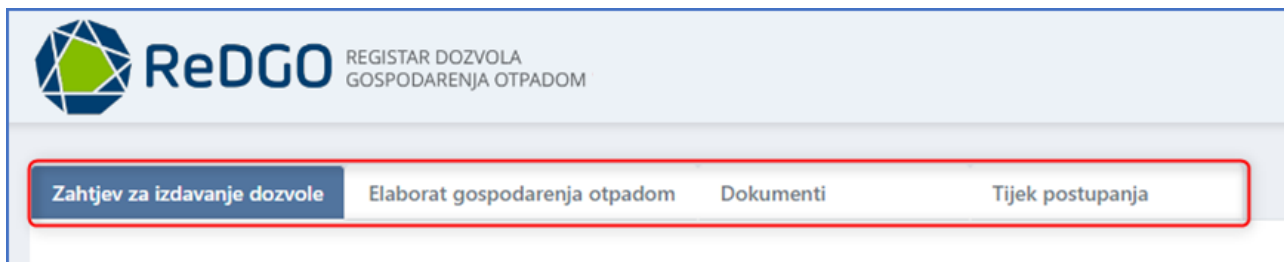 ReDGO
REGISTAR DOZVOLA
GOSPODARENJA OTPADOM
Zahtjev za izdavanje dozvole Elaborat gospodarenja otpadom Dokumenti Tijek postupanja